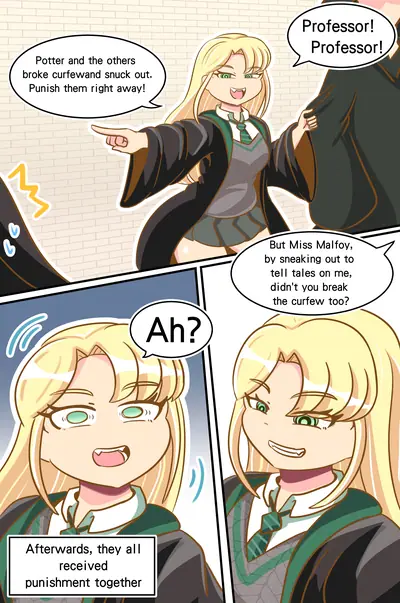 Professor!
Professor!
Potter and the others
broke curfewand snuck out.
Punish them right away!
But Miss Malfoy,
by sneaking out to
tell tales on me,
didn't you break
the curfew too?
Ah?
Afterwards, they all
received
punishment together